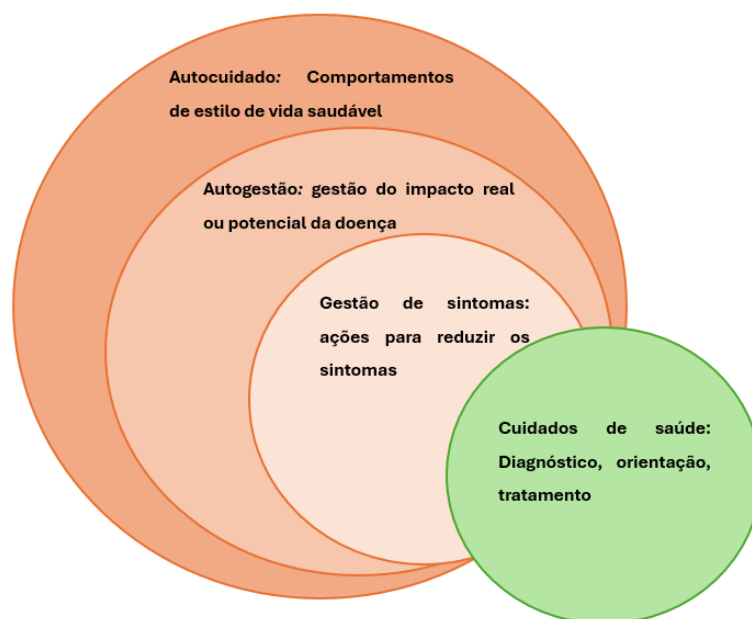 Autocuidado: Comportamentos
de estilo de vida saudável
Autogestão: gestão do impacto real
ou potencial da doença
Gestão de sintomas:
ações para reduzir os
sintomas
Cuidados de saúde:
Diagnóstico, orientação,
tratamento